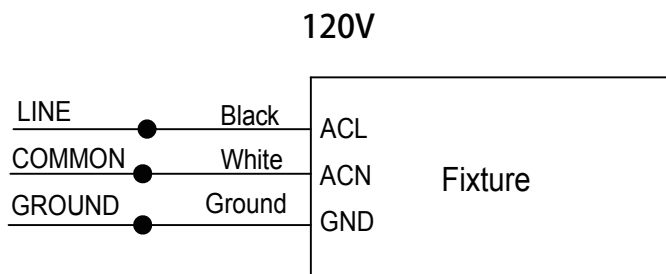 120V
LINE Black ACL
COMMON White ACN
Fixture
GROUND Ground GND